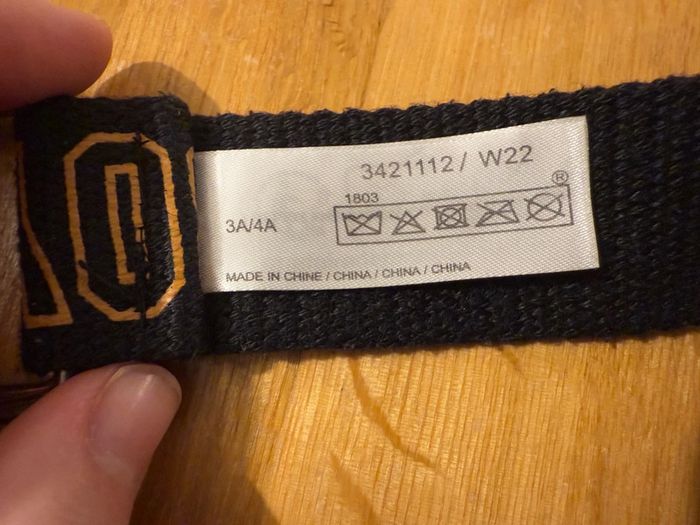 3421112 / W22
1803
®
3A/4A
MADE IN CHINE / CHINA / CHINA / CHINA